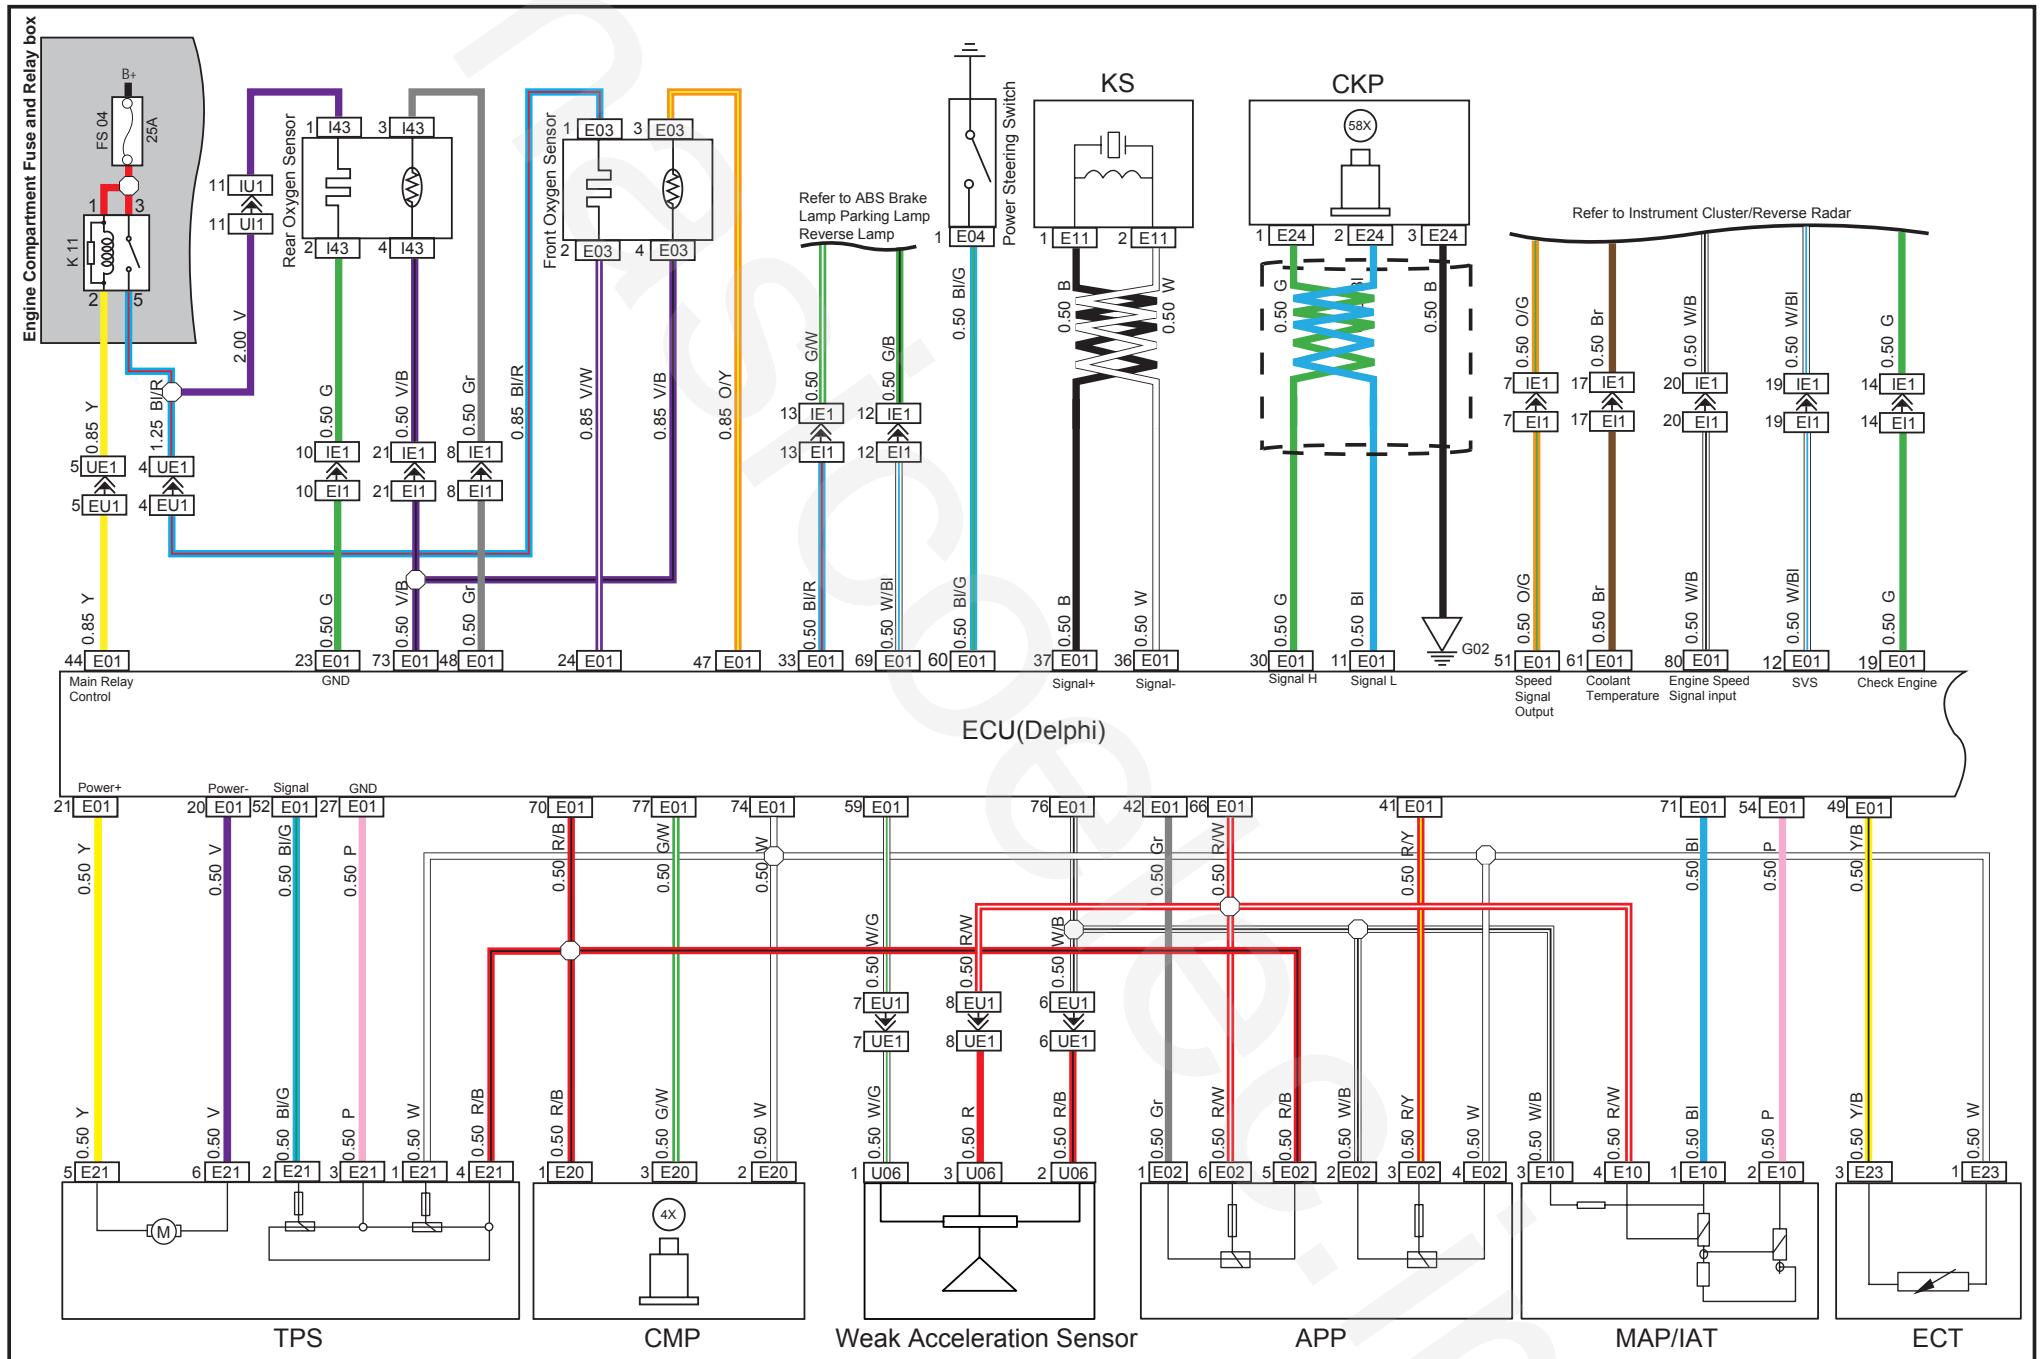 Engine Compartment Fuse and Relay box
B+
FS 04
25A
1
3
K 11
2
5
0.85 Y
1.25 Bl/R
2.00 V
5 UE1
4 UE1
5 EU1
4 EU1
0.85 Y
11 IU1
11 UI1
Rear Oxygen Sensor
1 I43
3 I43
2 I43
4 I43
0.50 G
0.50 V/B
0.50 Gr
10 IE1
21 IE1
8 IE1
10 EI1
21 EI1
8 EI1
0.50 G
0.50 V/B
0.50 Gr
0.85 Bl/R
Front Oxygen Sensor
1 E03
3 E03
2 E03
4 E03
0.85 V/W
0.85 V/B
0.85 O/Y
Refer to ABS Brake
Lamp Parking Lamp
Reverse Lamp
0.50 G/W
0.50 G/B
13 IE1
12 IE1
13 EI1
12 EI1
0.50 Bl/R
0.50 W/Bl
Power Steering Switch
1 E04
0.50 Bl/G
0.50 Bl/G
KS
1 E11
2 E11
0.50 B
0.50 W
0.50 B
0.50 W
CKP
58X
1 E24
2 E24
3 E24
0.50 G
Bl
0.50 B
0.50 G
0.50 Bl
G02
Refer to Instrument Cluster/Reverse Radar
0.50 O/G
0.50 Br
0.50 W/B
0.50 W/Bl
0.50 G
7 IE1
17 IE1
20 IE1
19 IE1
14 IE1
7 EI1
17 EI1
20 EI1
19 EI1
14 EI1
0.50 O/G
0.50 Br
0.50 W/B
0.50 W/Bl
0.50 G
44 E01
23 E01
73 E01
48 E01
24 E01
47 E01
33 E01
69 E01
60 E01
37 E01
36 E01
30 E01
11 E01
51 E01
61 E01
80 E01
12 E01
19 E01
Main Relay
Control
GND
Signal+
Signal-
Signal H
Signal L
Speed
Signal
Output
Coolant
Temperature
Engine Speed
Signal input
SVS
Check Engine
ECU(Delphi)
Power+
Power-
Signal
GND
21 E01
20 E01
52 E01
27 E01
70 E01
77 E01
74 E01
59 E01
76 E01
42 E01
66 E01
41 E01
71 E01
54 E01
49 E01
0.50 Y
0.50 V
0.50 Bl/G
0.50 P
0.50 R/B
0.50 G/W
0.50 W
0.50 W/G
0.50 R/W
0.50 W/B
0.50 Gr
0.50 R/W
0.50 R/Y
0.50 Bl
0.50 P
0.50 Y/B
7 EU1
8 EU1
6 EU1
7 UE1
8 UE1
6 UE1
0.50 Y
0.50 V
0.50 Bl/G
0.50 P
0.50 W
0.50 R/B
0.50 R/B
0.50 G/W
0.50 W
0.50 W/G
0.50 R
0.50 R/B
0.50 Gr
0.50 R/W
0.50 R/B
0.50 W/B
0.50 R/Y
0.50 W
0.50 W/B
0.50 R/W
0.50 Bl
0.50 P
0.50 Y/B
0.50 W
5 E21
6 E21
2 E21
3 E21
1 E21
4 E21
1 E20
3 E20
2 E20
1 U06
3 U06
2 U06
1 E02
6 E02
5 E02
2 E02
3 E02
4 E02
3 E10
4 E10
1 E10
2 E10
3 E23
1 E23
M
4X
TPS
CMP
Weak Acceleration Sensor
APP
MAP/IAT
ECT